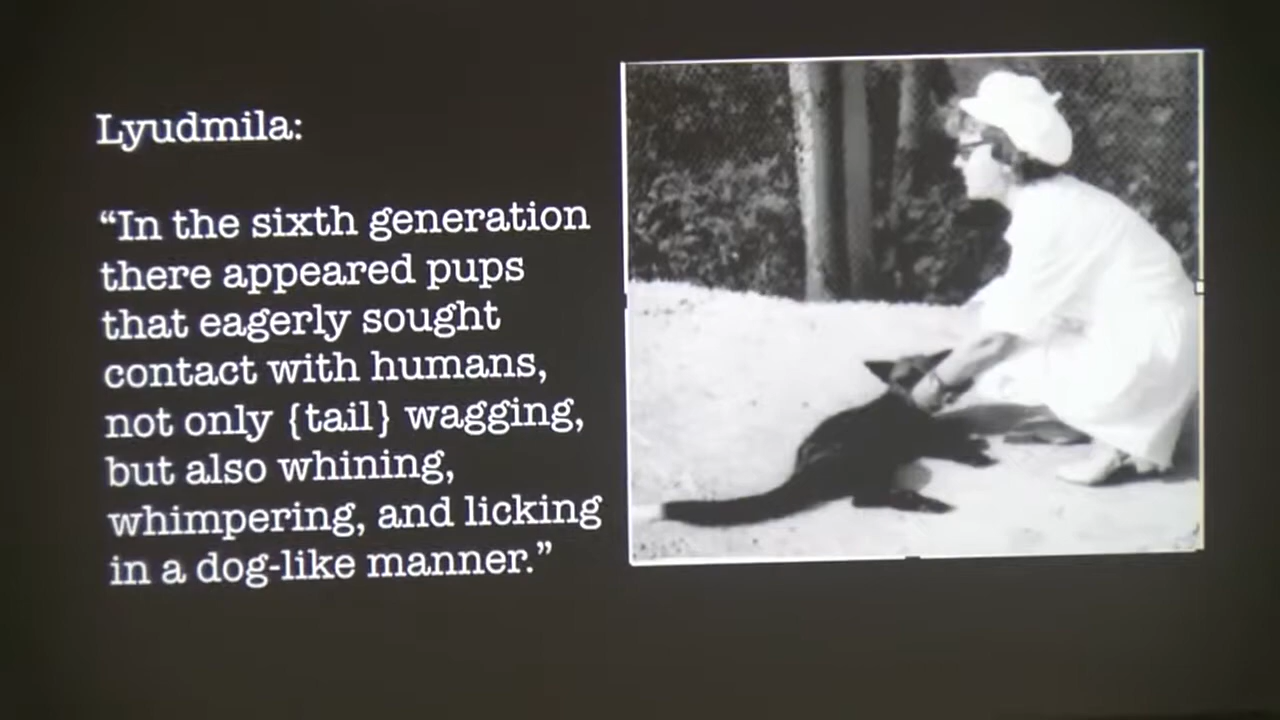 Lyudmila:
“In the sixth generation
there appeared pups
that eagerly sought
contact with humans,
not only {tail} wagging,
but also whining,
whimpering, and licking
in a dog-like manner.”